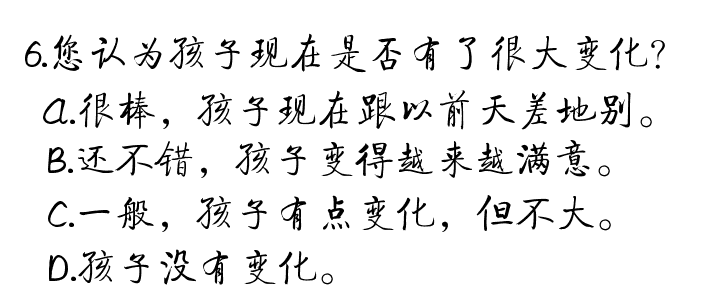 6.您认为孩子现在是否有了很大变化?
A.很棒，孩子现在跟以前天差地别。
B.还不错，孩子变得越来越满意。
C.一般，孩子有点变化，但不大。
D.孩子没有变化。